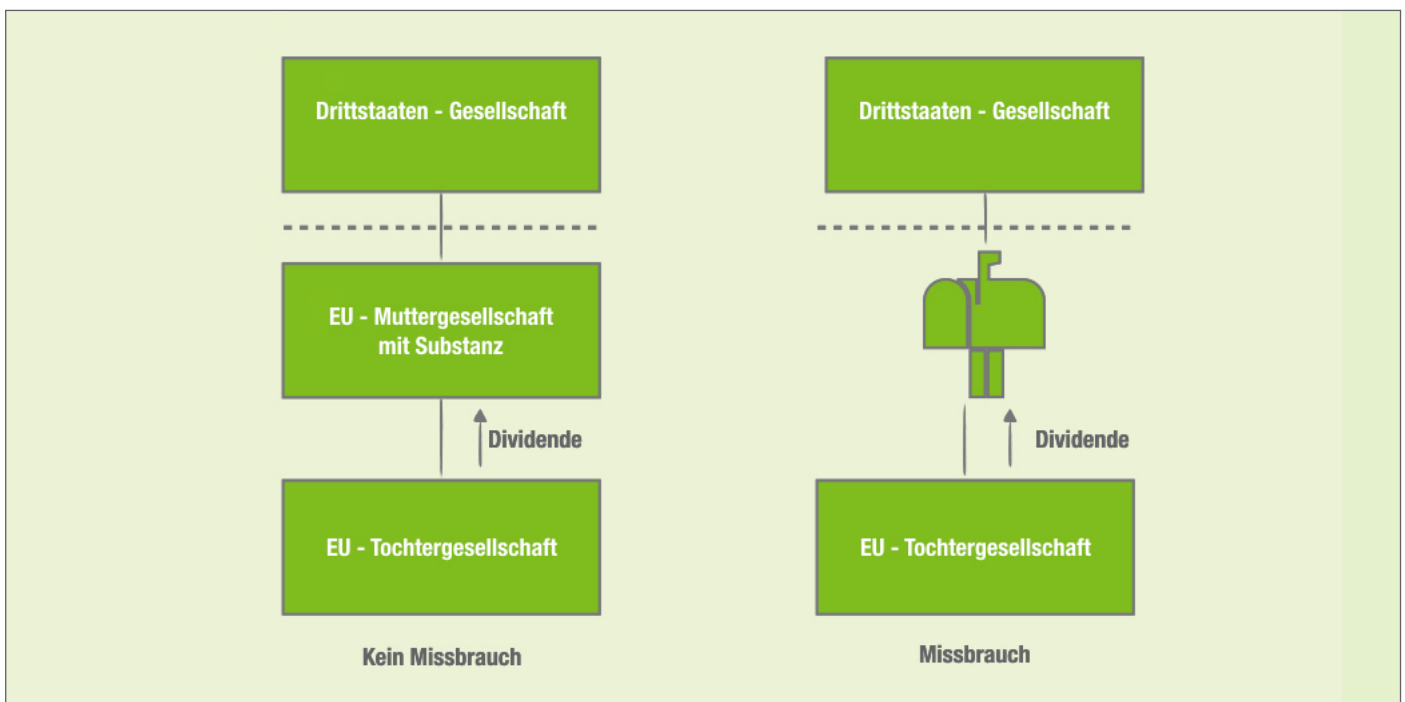 Drittstaaten - Gesellschaft
EU - Muttergesellschaft
mit Substanz
Dividende
EU - Tochtergesellschaft
Kein Missbrauch
Drittstaaten - Gesellschaft
Dividende
EU - Tochtergesellschaft
Missbrauch